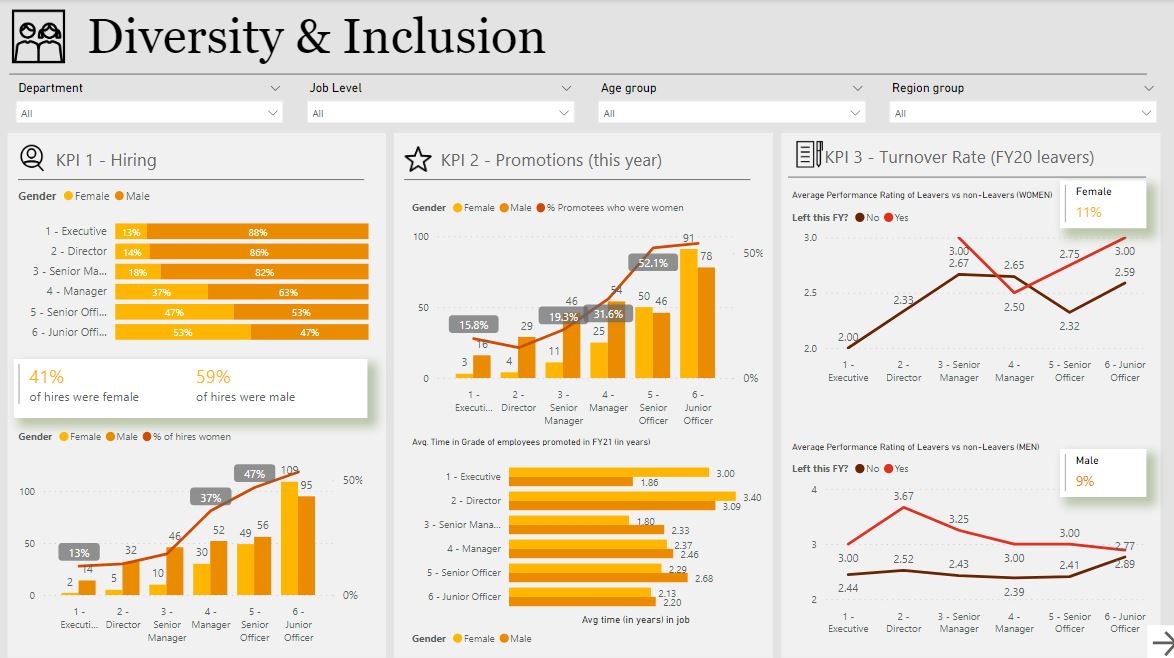 Diversity & Inclusion
Department
Job Level
Age group
Region group
All
All
All
All
KPI 1 - Hiring
Gender Female Male
1 - Executive 13% 88%
2 - Director 14% 86%
3 - Senior Ma... 18% 82%
4 - Manager 37% 63%
5 - Senior Offi... 47% 53%
6 - Junior Offi... 53% 47%
41% 59%
of hires were female of hires were male
Gender Female Male % of hires women
100
50
0
50%
0%
13%
37%
47%
2 14
5 32
10 46
30 52
49 56
109 95
1 - Executi...
2 - Director
3 - Senior Manager
4 - Manager
5 - Senior Officer
6 - Junior Officer
KPI 2 - Promotions (this year)
Gender Female Male % Promotees who were women
100
50
0
50%
0%
15.8%
19.3%
31.6%
52.1%
3 16
4 29
11 46
25 54
50 46
91 78
1 - Executi...
2 - Director
3 - Senior Manager
4 - Manager
5 - Senior Officer
6 - Junior Officer
Avg. Time in Grade of employees promoted in FY21 (in years)
1 - Executive 3.00 1.86
2 - Director 3.40 3.09
3 - Senior Mana... 1.80 2.33
4 - Manager 2.37 2.46
5 - Senior Officer 2.29 2.68
6 - Junior Officer 2.13 2.20
Avg time (in years) in job
Gender Female Male
KPI 3 - Turnover Rate (FY20 leavers)
Average Performance Rating of Leavers vs non-Leavers (WOMEN)
Female
11%
Left this FY? No Yes
3.0
2.5
2.0
2.00
2.33
3.00
2.67
2.65
2.50
2.75
2.32
3.00
2.59
1 - Executive
2 - Director
3 - Senior Manager
4 - Manager
5 - Senior Officer
6 - Junior Officer
Average Performance Rating of Leavers vs non-Leavers (MEN)
Male
9%
Left this FY? No Yes
4
3
2
3.00
2.44
3.67
2.52
3.25
2.43
3.00
2.39
3.00
2.41
2.77
2.89
1 - Executive
2 - Director
3 - Senior Manager
4 - Manager
5 - Senior Officer
6 - Junior Officer